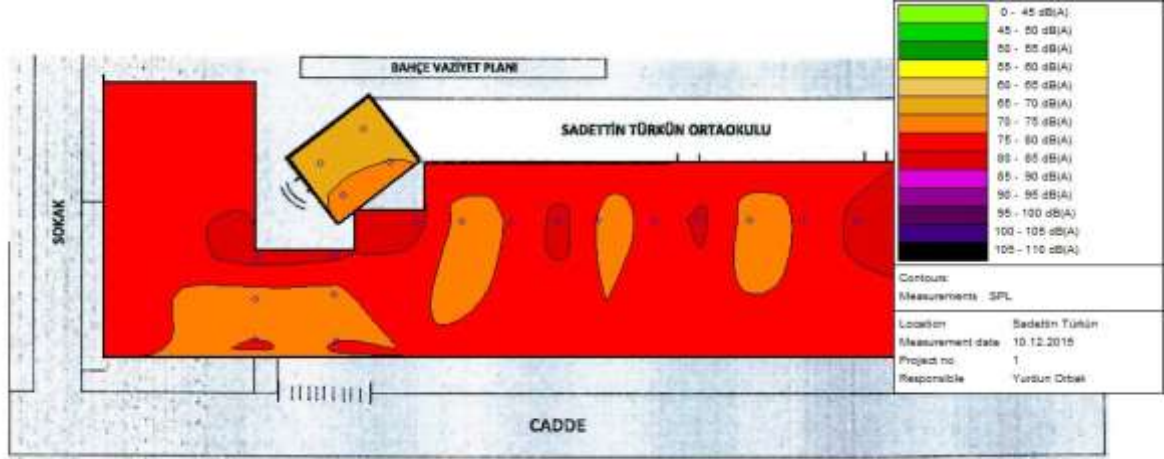 BAHÇE VAZİYET PLANI
SADETTİN TÜRKÜN ORTAOKULU
SOKAK
CADDE
0 - 45 dB(A)
45 - 50 dB(A)
50 - 55 dB(A)
55 - 60 dB(A)
60 - 65 dB(A)
65 - 70 dB(A)
70 - 75 dB(A)
75 - 80 dB(A)
80 - 85 dB(A)
85 - 90 dB(A)
90 - 95 dB(A)
95 - 100 dB(A)
100 - 105 dB(A)
105 - 110 dB(A)
Contours:
Measurements SPL
Location Sadettin Türkün
Measurement date 10.12.2015
Project no 1
Responsible Yurdun Orbak